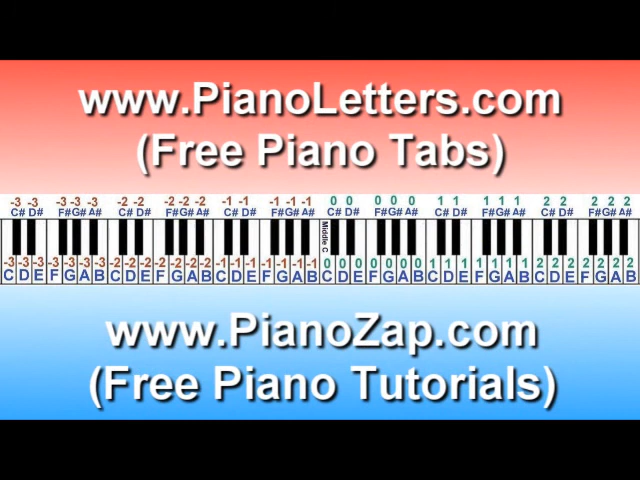 www.PianoLetters.com
(Free Piano Tabs)
-3 -3 -3 -3 -3 -2 -2 -2 -2 -2 -1 -1 -1 -1 -1 0 0 0 0 0 1 1 1 1 1 2 2 2 2 2
C# D# F# G# A# C# D# F# G# A# C# D# F# G# A# C# D# F# G# A# C# D# F# G# A# C# D# F# G# A#
Middle C
-3 -3 -3 -3 -3 -3 -3 -2 -2 -2 -2 -2 -2 -2 -1 -1 -1 -1 -1 -1 -1 0 0 0 0 0 0 0 1 1 1 1 1 1 1 2 2 2 2 2 2 2
C D E F G A B C D E F G A B C D E F G A B C D E F G A B C D E F G A B C D E F G A B
www.PianoZap.com
(Free Piano Tutorials)